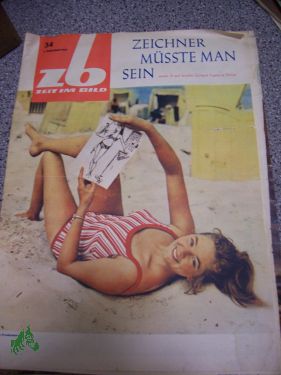 34
zb
ZEIT IM BILD
ZEICHNER
MÜSSTE MAN
SEIN